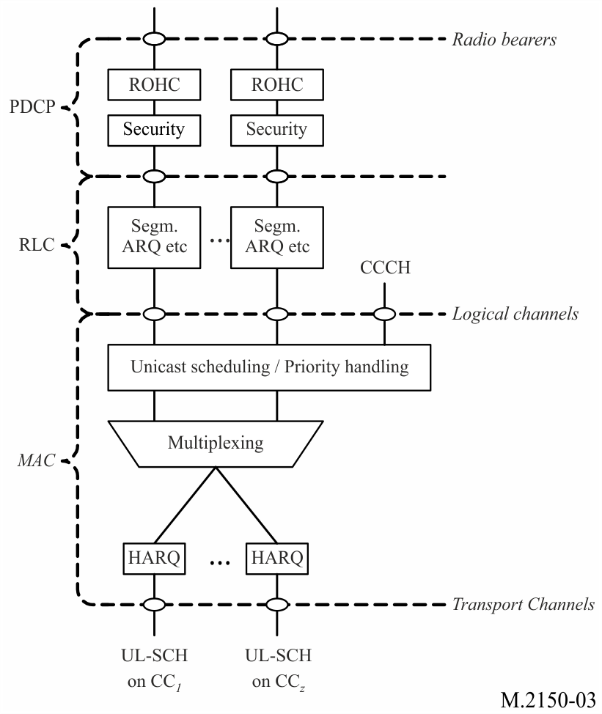 Radio bearers
PDCP
ROHC ROHC
Security Security
RLC
Segm. Segm.
ARQ etc ... ARQ etc
CCCH
Logical channels
Unicast scheduling / Priority handling
Multiplexing
MAC
HARQ ... HARQ
Transport Channels
UL-SCH UL-SCH
on CC1 on CCz
M.2150-03